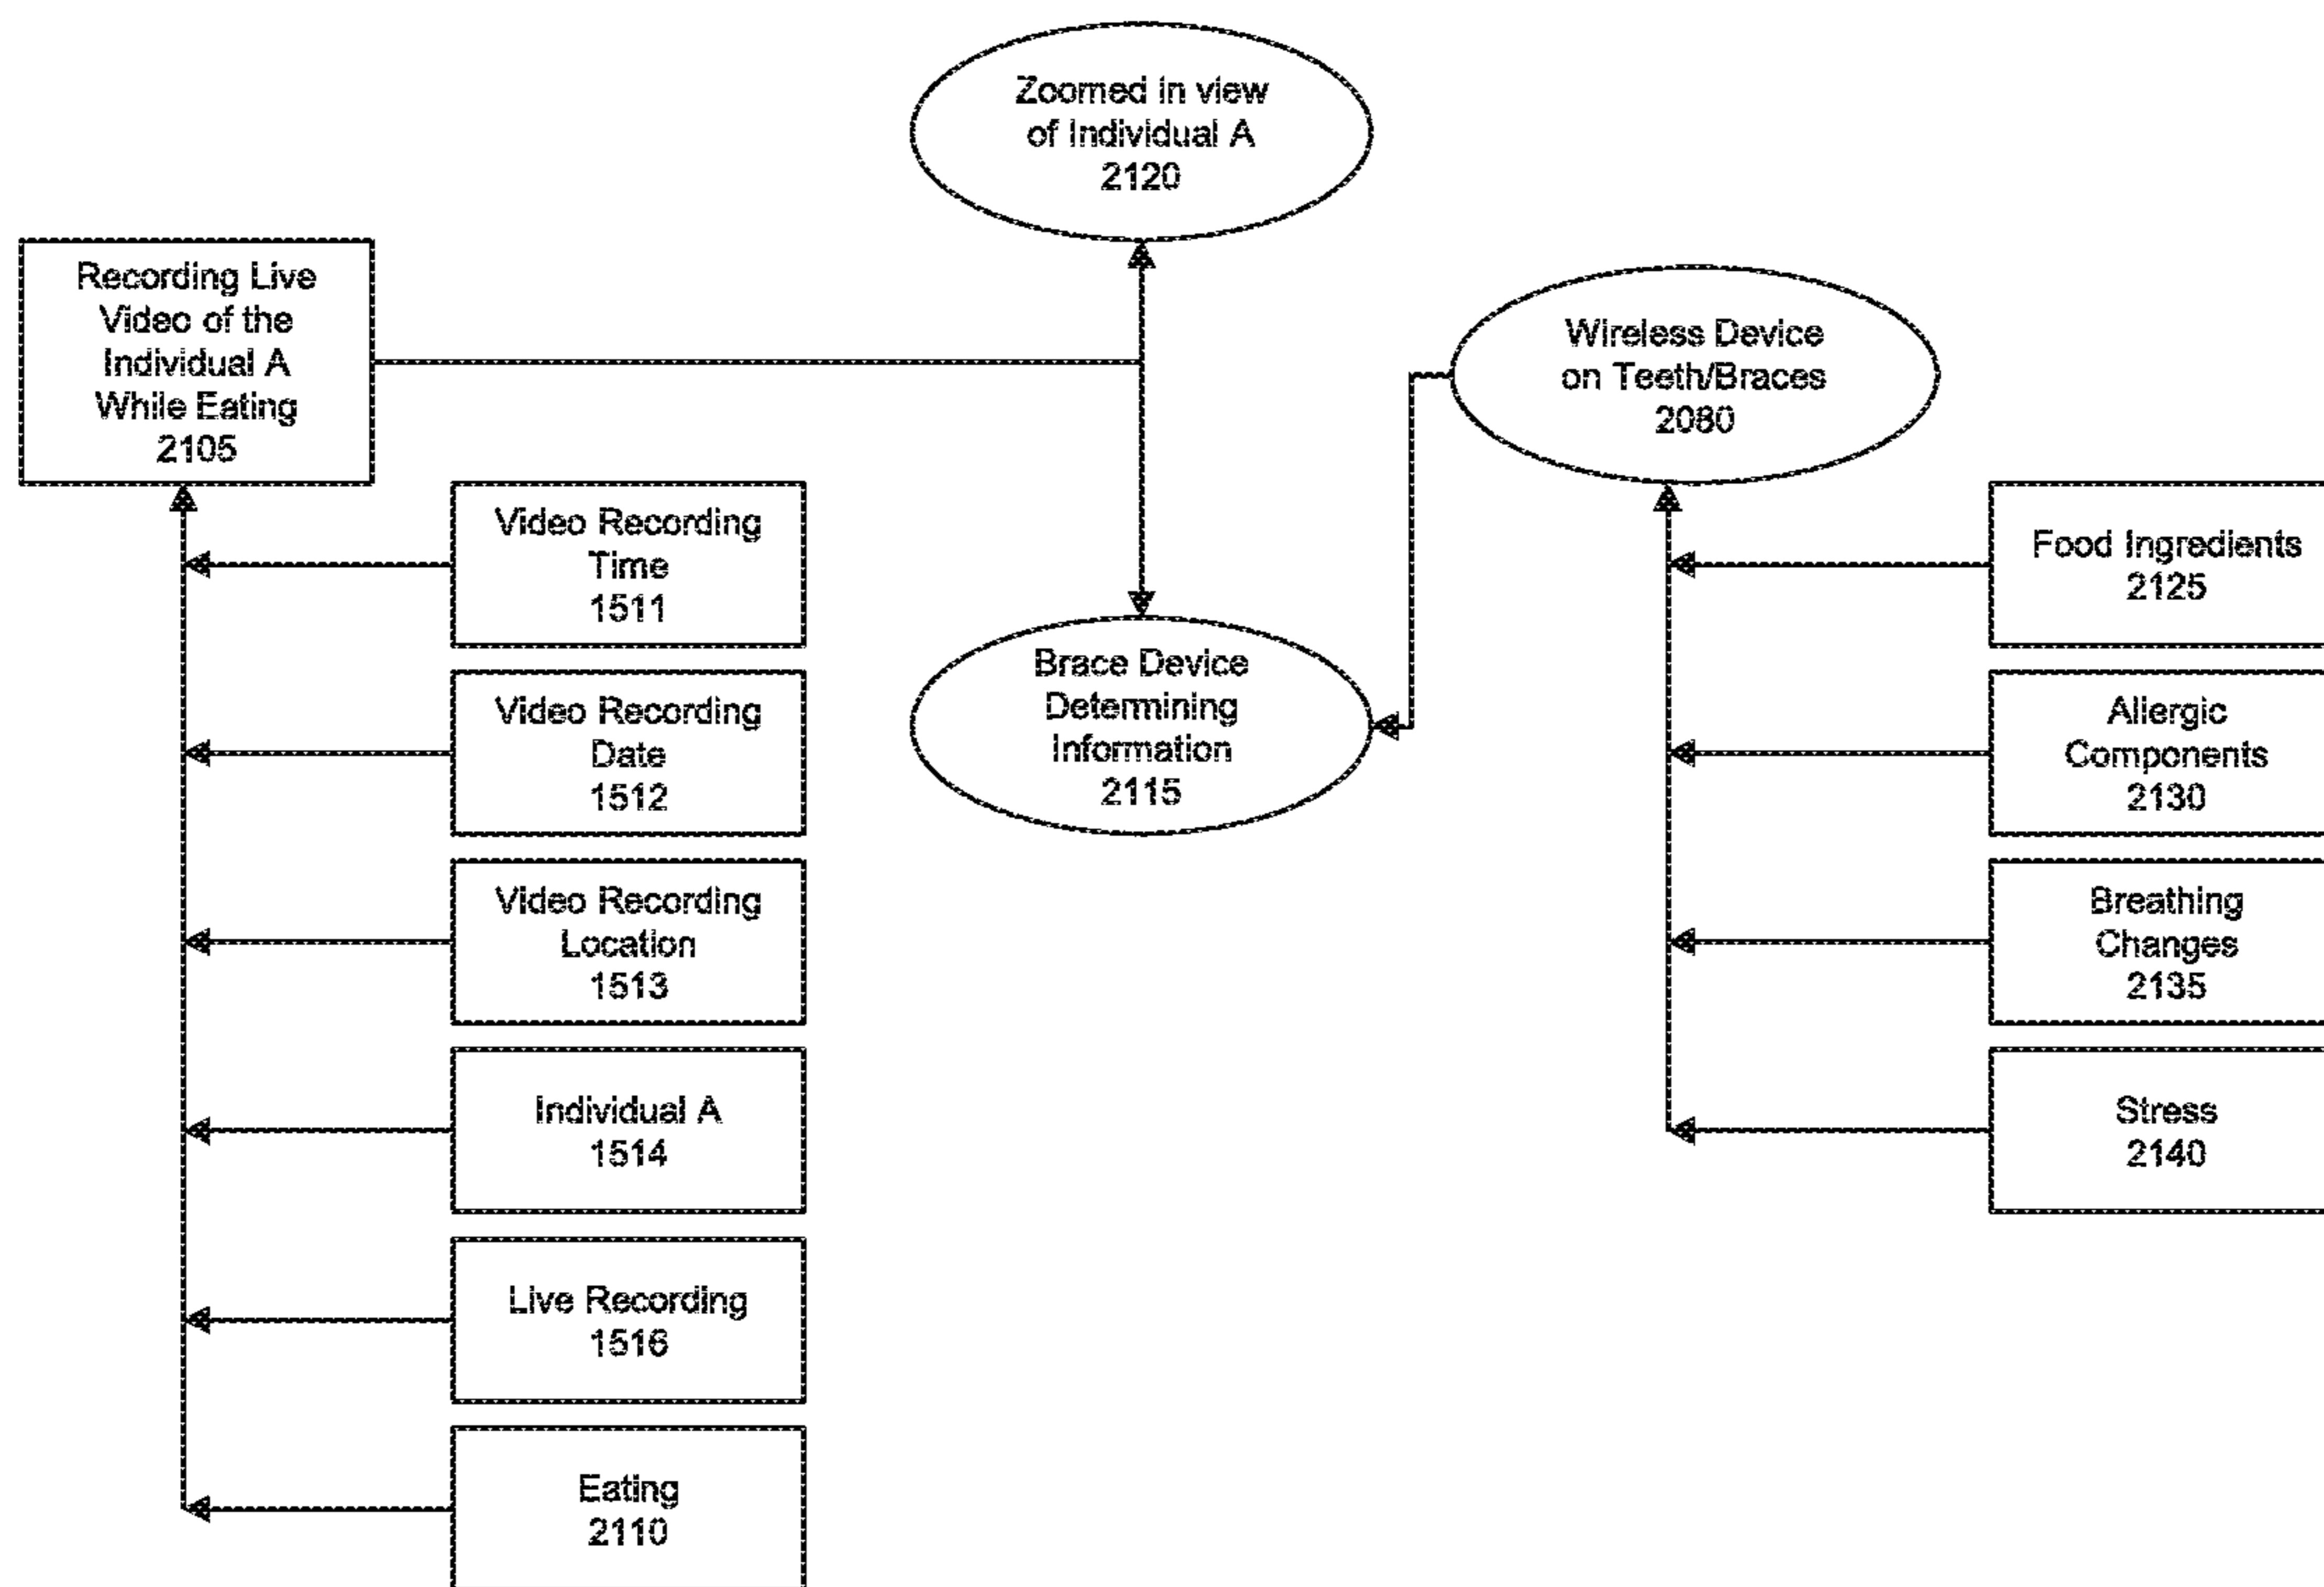 Zoomed in view
of Individual A
2120
Recording Live
Video of the
Individual A
While Eating
2105
Wireless Device
on Teeth/Braces
2080
Video Recording
Time
1511
Video Recording
Date
1512
Video Recording
Location
1513
Individual A
1514
Live Recording
1516
Eating
2110
Brace Device
Determining
Information
2115
Food Ingredients
2125
Allergic
Components
2130
Breathing
Changes
2135
Stress
2140